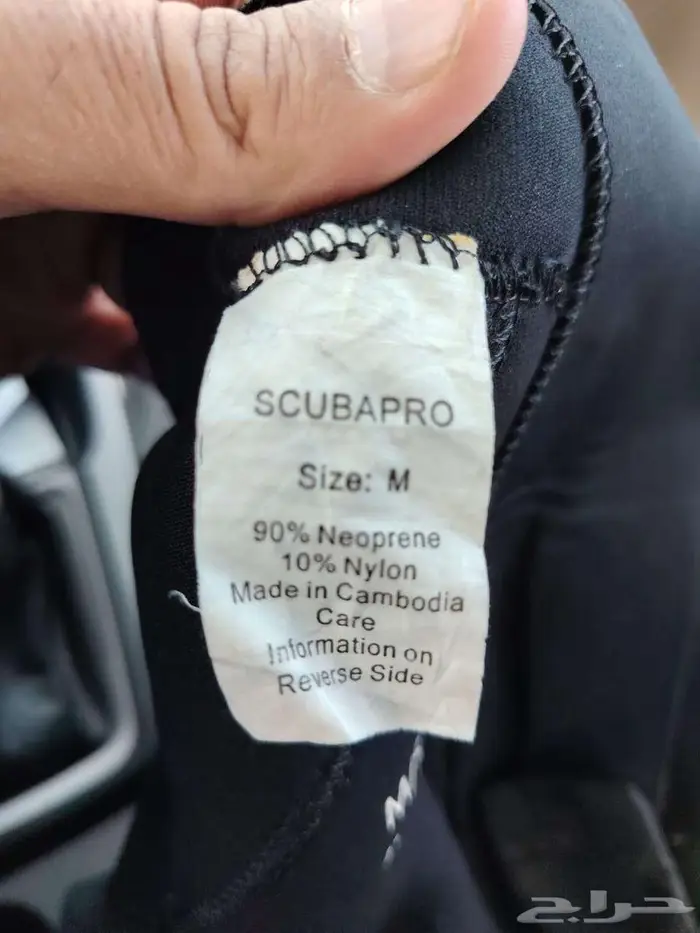 SCUBAPRO
Size: M
90% Neoprene
10% Nylon
Made in Cambodia
Care
Information on
Reverse Side
حراج